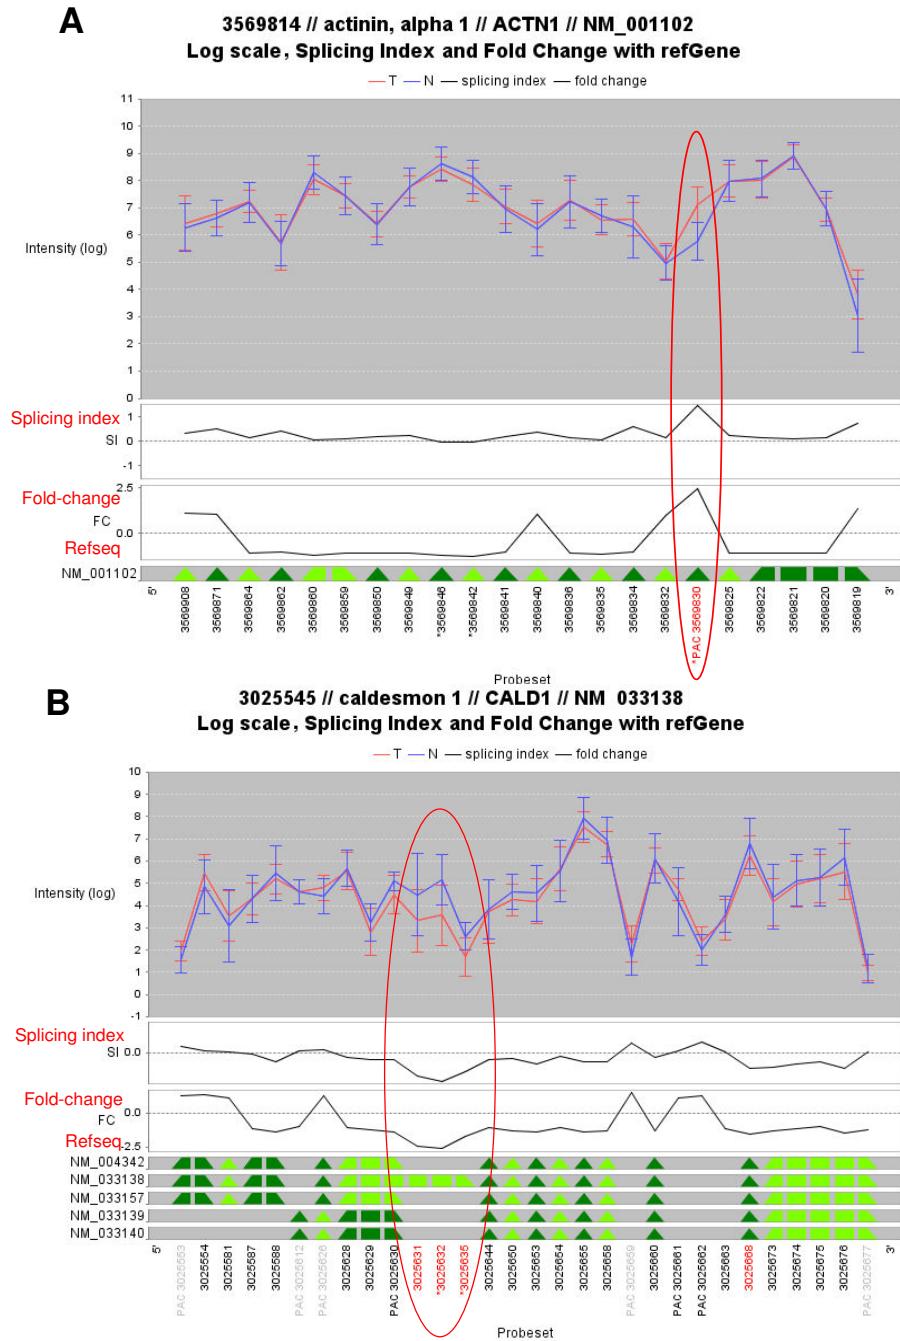 A
3569814 // actinin, alpha 1 // ACTN1 // NM_001102
Log scale, Splicing Index and Fold Change with refGene
T N splicing index fold change
11
10
9
8
7
6
5
4
3
2
1
0
Intensity (log)
Splicing index
SI
1
0
-1
Fold-change
FC
2.5
0.0
Refseq
NM_001102
5' 3569908 3569871 3569864 3569862 3569860 3569859 3569850 3569849 *3569846 *3569842 3569841 3569840 3569836 3569835 3569834 3569832 *PAC 3569830 3569825 3569822 3569821 3569820 3569819 3'
Probeset
B
3025545 // caldesmon 1 // CALD1 // NM_033138
Log scale, Splicing Index and Fold Change with refGene
T N splicing index fold change
10
9
8
7
6
5
4
3
2
1
0
-1
Intensity (log)
Splicing index
SI
0.0
Fold-change
FC
0.0
Refseq
-2.5
NM_004342
NM_033138
NM_033157
NM_033139
NM_033140
5' PAC 3025553 3025554 3025581 3025587 3025588 PAC 3025612 PAC 3025626 3025628 3025629 PAC 3025630 3025631 *3025632 *3025635 3025644 3025650 3025653 3025654 3025655 3025658 PAC 3025659 3025660 PAC 3025661 PAC 3025662 3025663 3025668 3025673 3025674 3025675 3025676 PAC 3025677 3'
Probeset